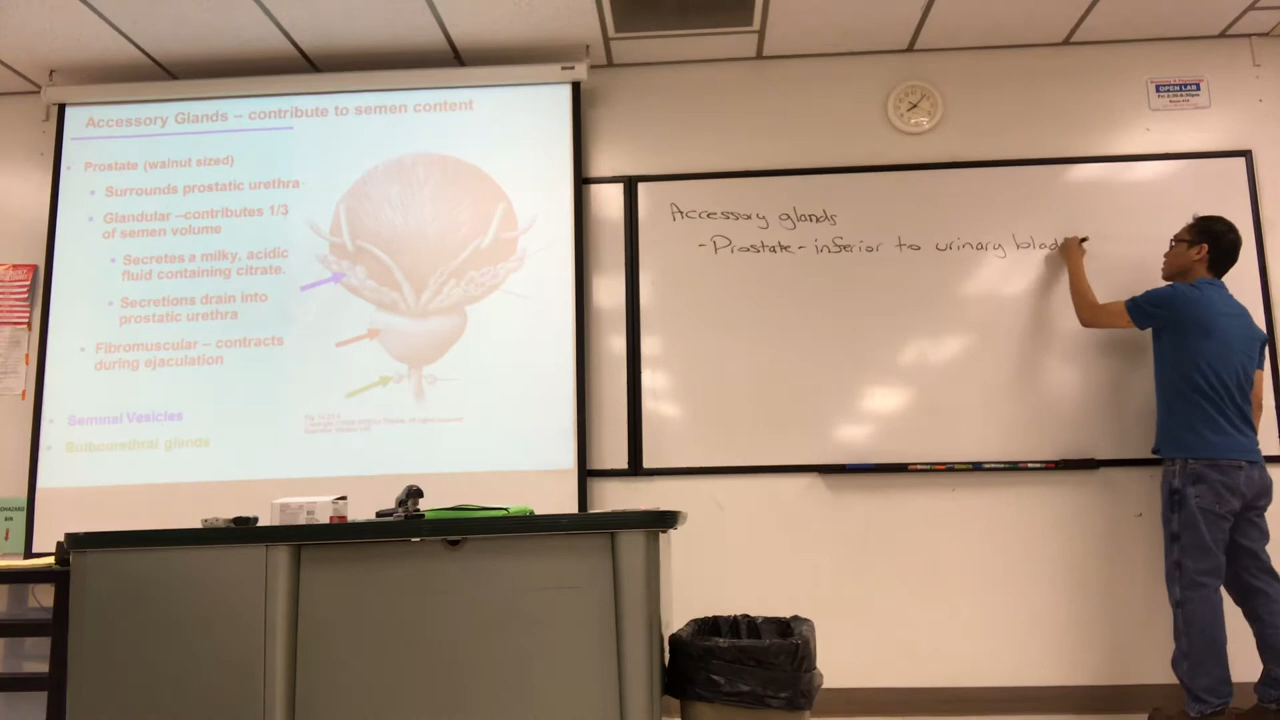 Accessory Glands – contribute to semen content
Prostate (walnut sized)
Surrounds prostatic urethra
Glandular –contributes 1/3
of semen volume
Secretes a milky, acidic
fluid containing citrate.
Secretions drain into
prostatic urethra
Fibromuscular – contracts
during ejaculation
Seminal Vesicles
Bulbourethral glands
Accessory glands
-Prostate - inferior to urinary blad
OPEN LAB